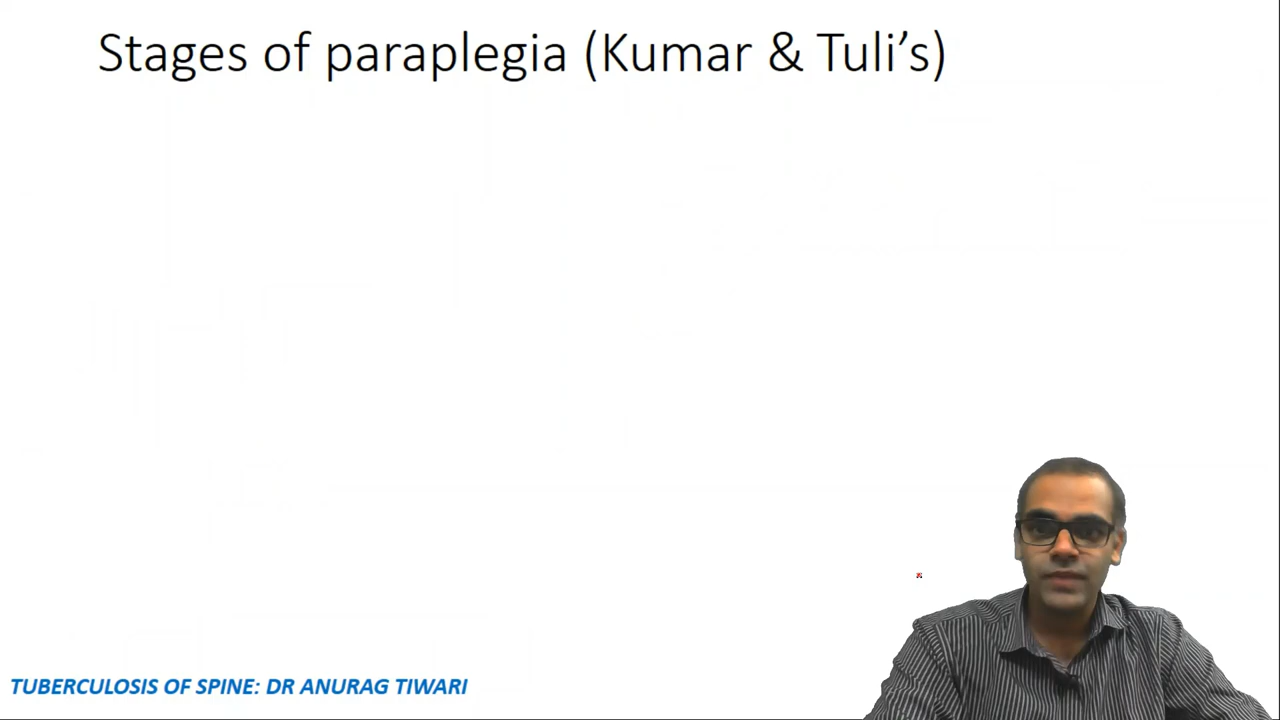 Stages of paraplegia (Kumar & Tuli’s)
TUBERCULOSIS OF SPINE: DR ANURAG TIWARI